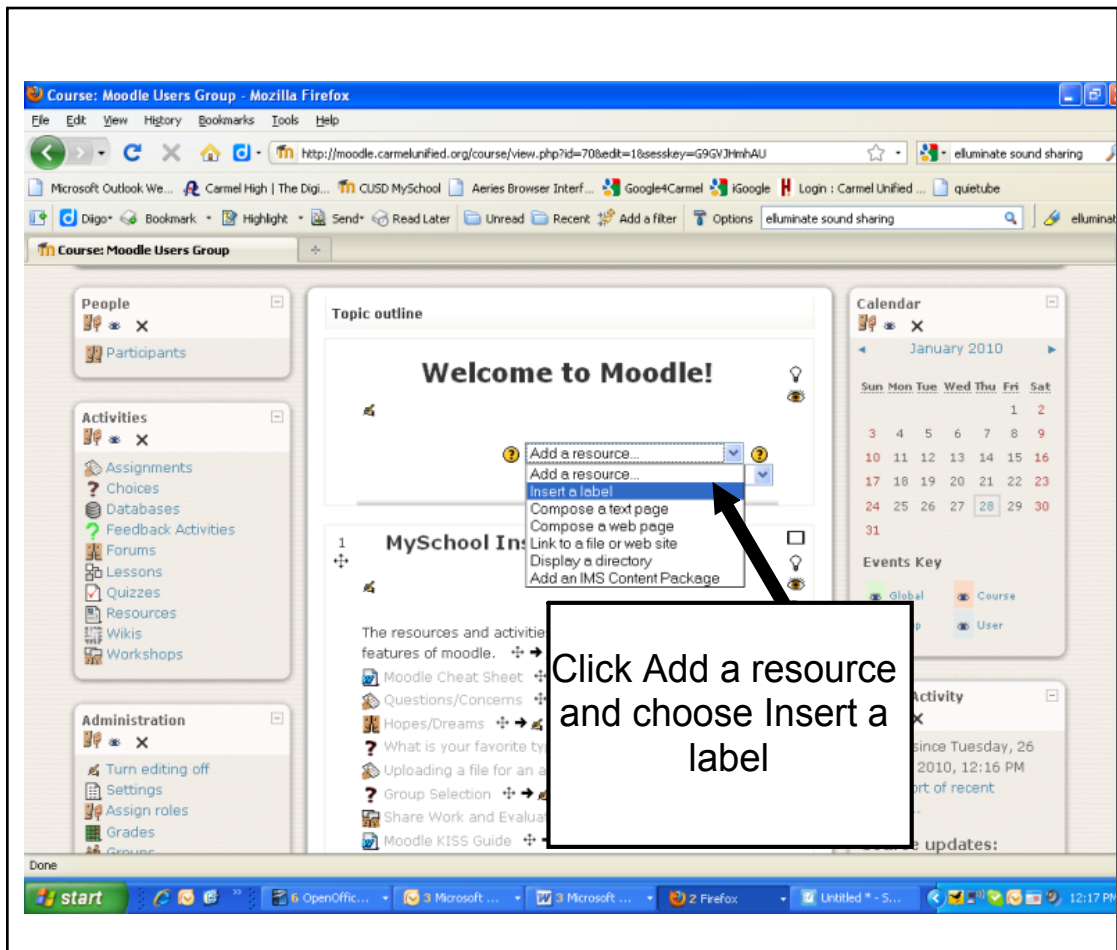 Course: Moodle Users Group - Mozilla Firefox
File Edit View History Bookmarks Tools Help
http://moodle.carmelunified.org/course/view.php?id=70&edit=1&sesskey=G9GVJHmhAU
elluminate sound sharing
Microsoft Outlook We... Carmel High | The Digi... CUSD MySchool Aeries Browser Interf... Google4Carmel iGoogle Login : Carmel Unified ... quietube
Diigo Bookmark Highlight Send Read Later Unread Recent Add a filter Options elluminate sound sharing
Course: Moodle Users Group
People
Participants
Activities
Assignments
Choices
Databases
Feedback Activities
Forums
Lessons
Quizzes
Resources
Wikis
Workshops
Administration
Turn editing off
Settings
Assign roles
Grades
Groups
Topic outline
Welcome to Moodle!
Add a resource...
Add a resource...
Insert a label
Compose a text page
Compose a web page
Link to a file or web site
Display a directory
Add an IMS Content Package
1
MySchool Ins
The resources and activitie
features of moodle.
Moodle Cheat Sheet
Questions/Concerns
Hopes/Dreams
What is your favorite ty
Uploading a file for an a
Group Selection
Share Work and Evaluat
Moodle KISS Guide
Click Add a resource
and choose Insert a
label
Calendar
January 2010
Sun Mon Tue Wed Thu Fri Sat
1 2
3 4 5 6 7 8 9
10 11 12 13 14 15 16
17 18 19 20 21 22 23
24 25 26 27 28 29 30
31
Events Key
Global Course
User
Activity
since Tuesday, 26
2010, 12:16 PM
ort of recent
updates:
Done
start
6 OpenOffic... 3 Microsoft ... 3 Microsoft ... 2 Firefox Untitled * - S... 12:17 PM